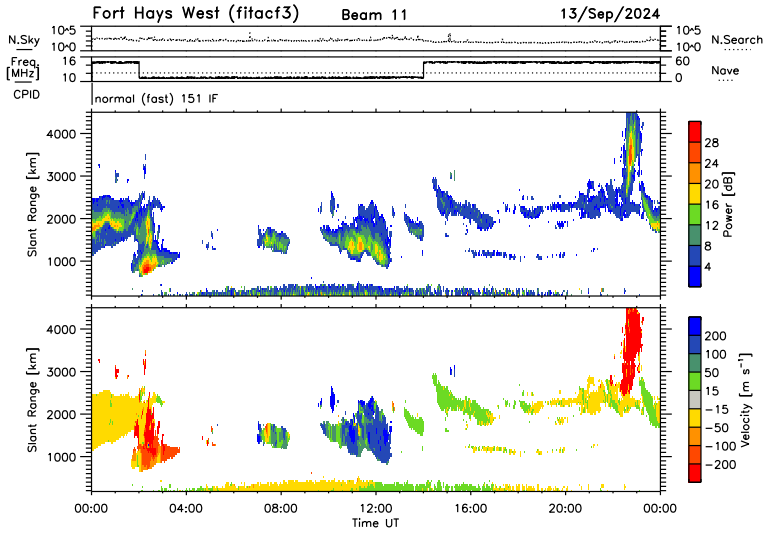 Fort Hays West (fitacf3) Beam 11 13/Sep/2024
N.Sky 10^5 10^0 10^5 10^0 N.Search
Freq. [MHz] 16 10 60 0 Nave
CPID normal (fast) 151 IF
Slant Range [km] 4000 3000 2000 1000
28 24 20 16 12 8 4 Power [dB]
Slant Range [km] 4000 3000 2000 1000
200 100 50 15 −15 −50 −100 −200 Velocity [m s⁻¹]
00:00 04:00 08:00 12:00 16:00 20:00 00:00
Time UT